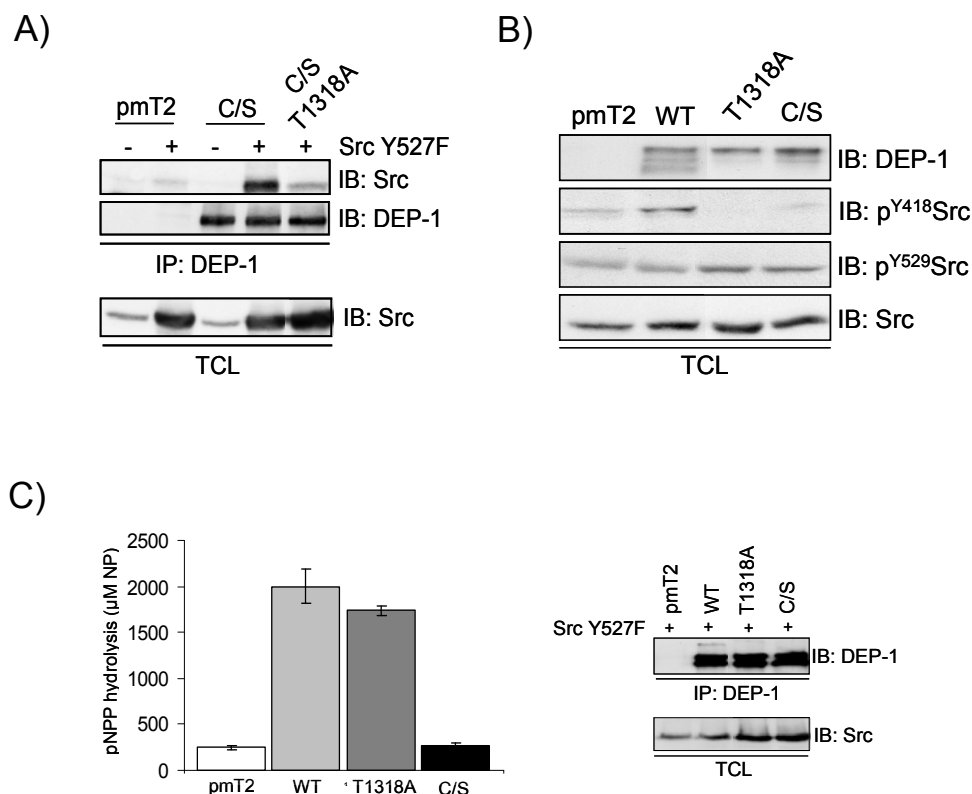 A)
pmT2 C/S C/S T1318A
- + - + + Src Y527F
IB: Src
IB: DEP-1
IP: DEP-1
IB: Src
TCL
B)
pmT2 WT T1318A C/S
IB: DEP-1
IB: pY418Src
IB: pY529Src
IB: Src
TCL
C)
pNPP hydrolysis (µM NP)
2500
2000
1500
1000
500
0
pmT2 WT T1318A C/S
pmT2 WT T1318A C/S
Src Y527F + + + +
IB: DEP-1
IP: DEP-1
IB: Src
TCL